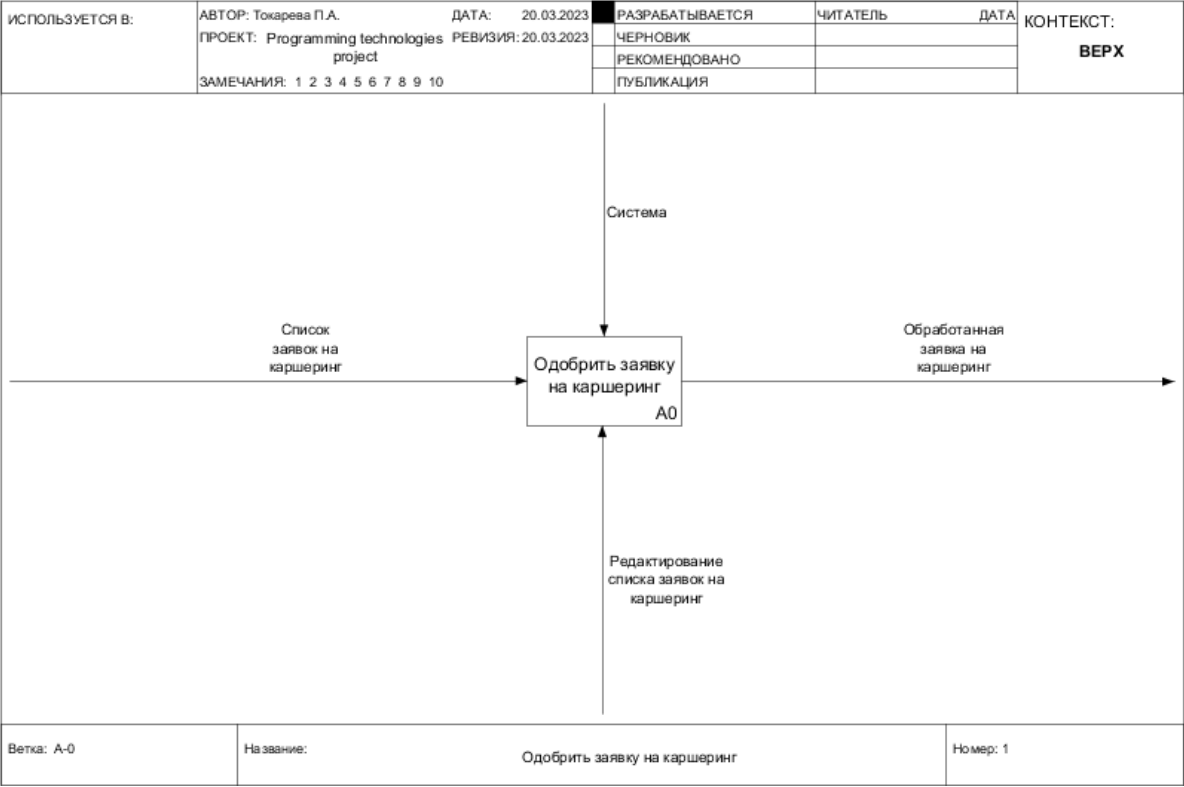 ИСПОЛЬЗУЕТСЯ В:
АВТОР: Токарева П.А.
ДАТА: 20.03.2023
ПРОЕКТ: Programming technologies
project
РЕВИЗИЯ: 20.03.2023
ЗАМЕЧАНИЯ: 1 2 3 4 5 6 7 8 9 10
РАЗРАБАТЫВАЕТСЯ
ЧЕРНОВИК
РЕКОМЕНДОВАНО
ПУБЛИКАЦИЯ
ЧИТАТЕЛЬ
ДАТА
КОНТЕКСТ:
ВЕРХ
Система
Список
заявок на
каршеринг
Одобрить заявку
на каршеринг
A0
Обработанная
заявка на
каршеринг
Редактирование
списка заявок на
каршеринг
Ветка: A-0
Название:
Одобрить заявку на каршеринг
Номер: 1